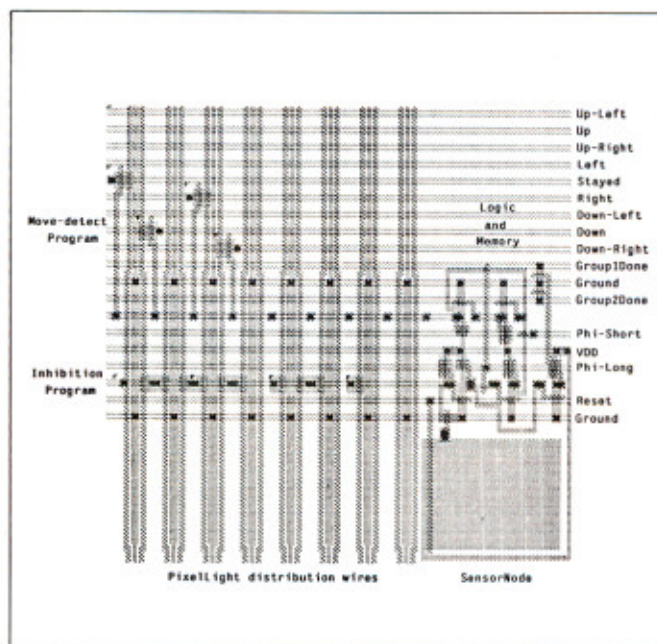 Up-Left
Up
Up-Right
Left
Stayed
Right
Down-Left
Down
Down-Right
Group1Done
Ground
Group2Done
Phi-Short
VDD
Phi-Long
Reset
Ground
Move-detect
Program
Logic
and
Memory
Inhibition
Program
PixelLight distribution wires
SensorNode